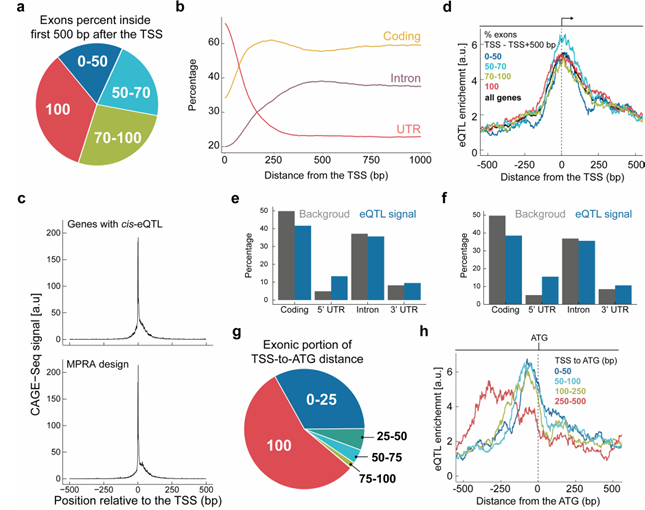 a
Exons percent inside
first 500 bp after the TSS
0-50
50-70
70-100
100
b
Percentage
60
40
20
Coding
Intron
UTR
0
250
500
750
1000
Distance from the TSS (bp)
d
eQTL enrichemnt [a.u.]
6
4
2
0
% exons
TSS - TSS+500 bp
0-50
50-70
70-100
100
all genes
-500
-250
0
250
500
Distance from the TSS (bp)
c
CAGE-Seq signal [a.u]
Genes with cis-eQTL
200
150
100
50
0
MPRA design
200
150
100
50
0
−500
−250
0
250
500
Position relative to the TSS (bp)
e
Percentage
50
40
30
20
10
0
Backgroud
eQTL signal
Coding
5' UTR
Intron
3' UTR
f
Percentage
50
40
30
20
10
0
Backgroud
eQTL signal
Coding
5' UTR
Intron
3' UTR
g
Exonic portion of
TSS-to-ATG distance
0-25
25-50
50-75
75-100
100
h
ATG
eQTL enrichemnt [a.u.]
6
4
2
TSS to ATG (bp)
0-50
50-100
100-250
250-500
-500
-250
0
250
500
Distance from the ATG (bp)